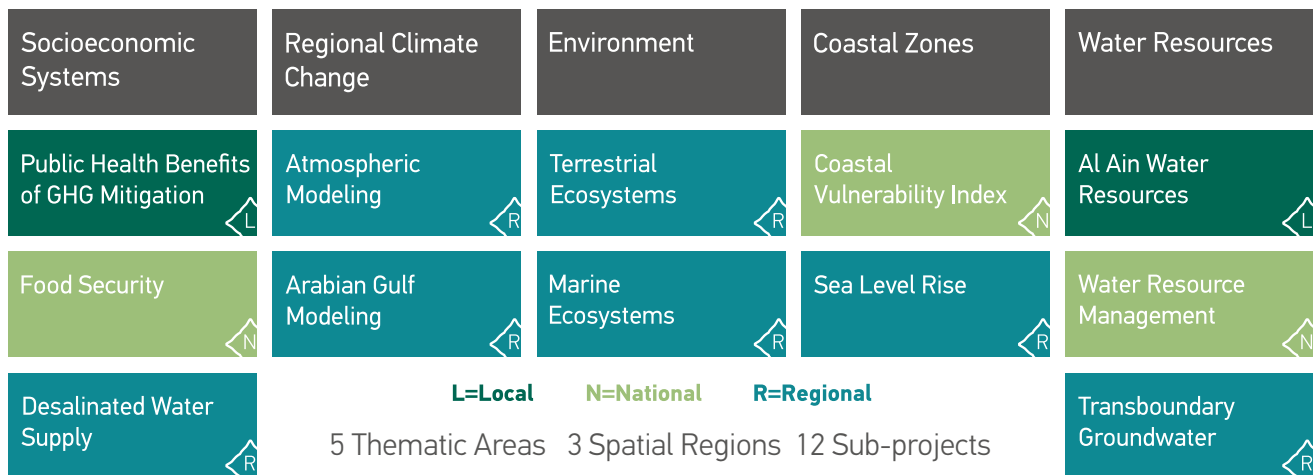 Socioeconomic
Systems
Regional Climate
Change
Environment
Coastal Zones
Water Resources
Public Health Benefits
of GHG Mitigation
L
Atmospheric
Modeling
R
Terrestrial
Ecosystems
R
Coastal
Vulnerability Index
N
Al Ain Water
Resources
L
Food Security
N
Arabian Gulf
Modeling
R
Marine
Ecosystems
R
Sea Level Rise
R
Water Resource
Management
N
Desalinated Water
Supply
R
L=Local N=National R=Regional
5 Thematic Areas 3 Spatial Regions 12 Sub-projects
Transboundary
Groundwater
R